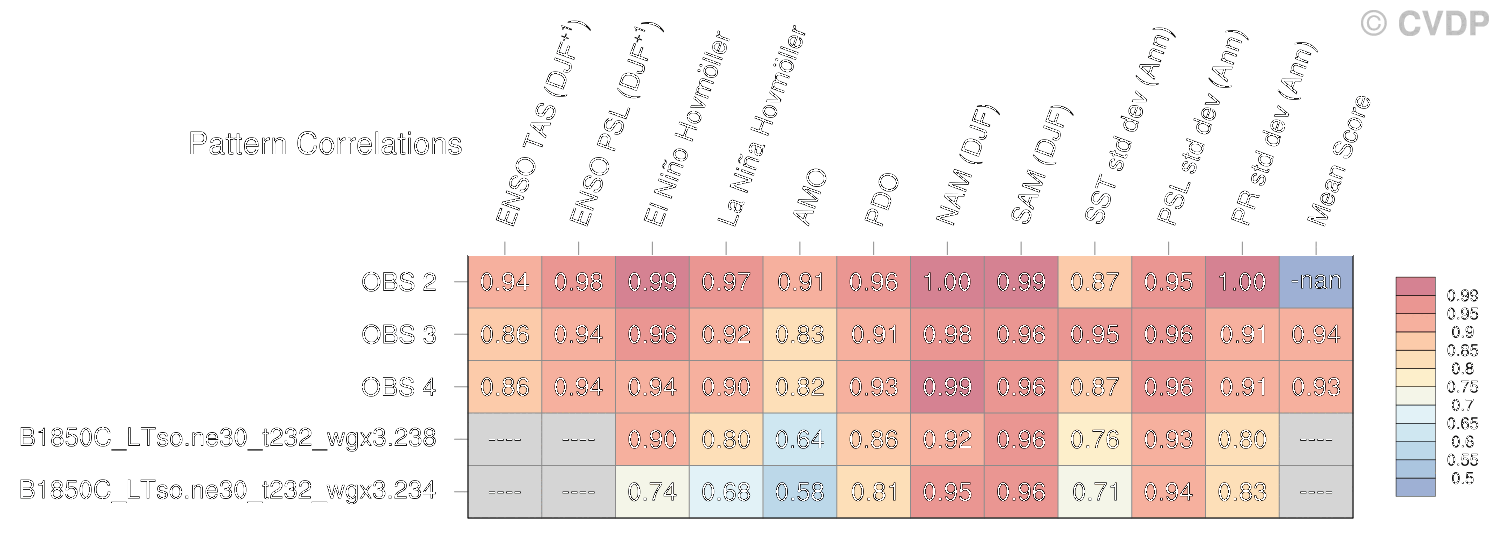 © CVDP
Pattern Correlations
ENSO TAS (DJF+1)
ENSO PSL (DJF+1)
El Niño Hovmöller
La Niña Hovmöller
AMO
PDO
NAM (DJF)
SAM (DJF)
SST std dev (Ann)
PSL std dev (Ann)
PR std dev (Ann)
Mean Score
OBS 2 0.94 0.98 0.99 0.97 0.91 0.96 1.00 0.99 0.87 0.95 1.00 -nan
OBS 3 0.86 0.94 0.96 0.92 0.83 0.91 0.98 0.96 0.95 0.96 0.91 0.94
OBS 4 0.86 0.94 0.94 0.90 0.82 0.93 0.99 0.96 0.87 0.96 0.91 0.93
B1850C_LTso.ne30_t232_wgx3.238 ---- ---- 0.90 0.80 0.64 0.86 0.92 0.96 0.76 0.93 0.80 ----
B1850C_LTso.ne30_t232_wgx3.234 ---- ---- 0.74 0.68 0.58 0.81 0.95 0.96 0.71 0.94 0.83 ----
0.99
0.95
0.9
0.85
0.8
0.75
0.7
0.65
0.6
0.55
0.5